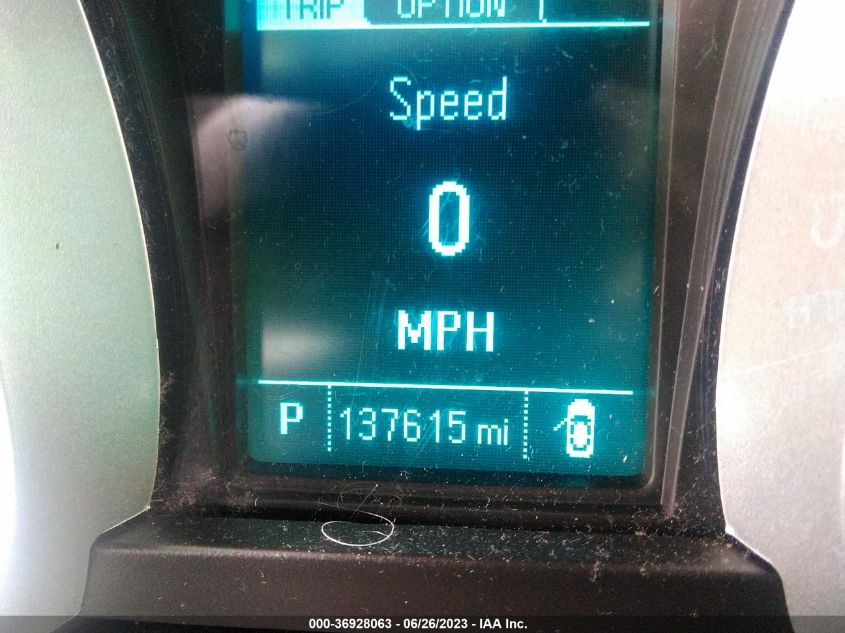 TRIP OPTION
Speed
0
MPH
P 137615 mi
000-36928063 - 06/26/2023 - IAA Inc.